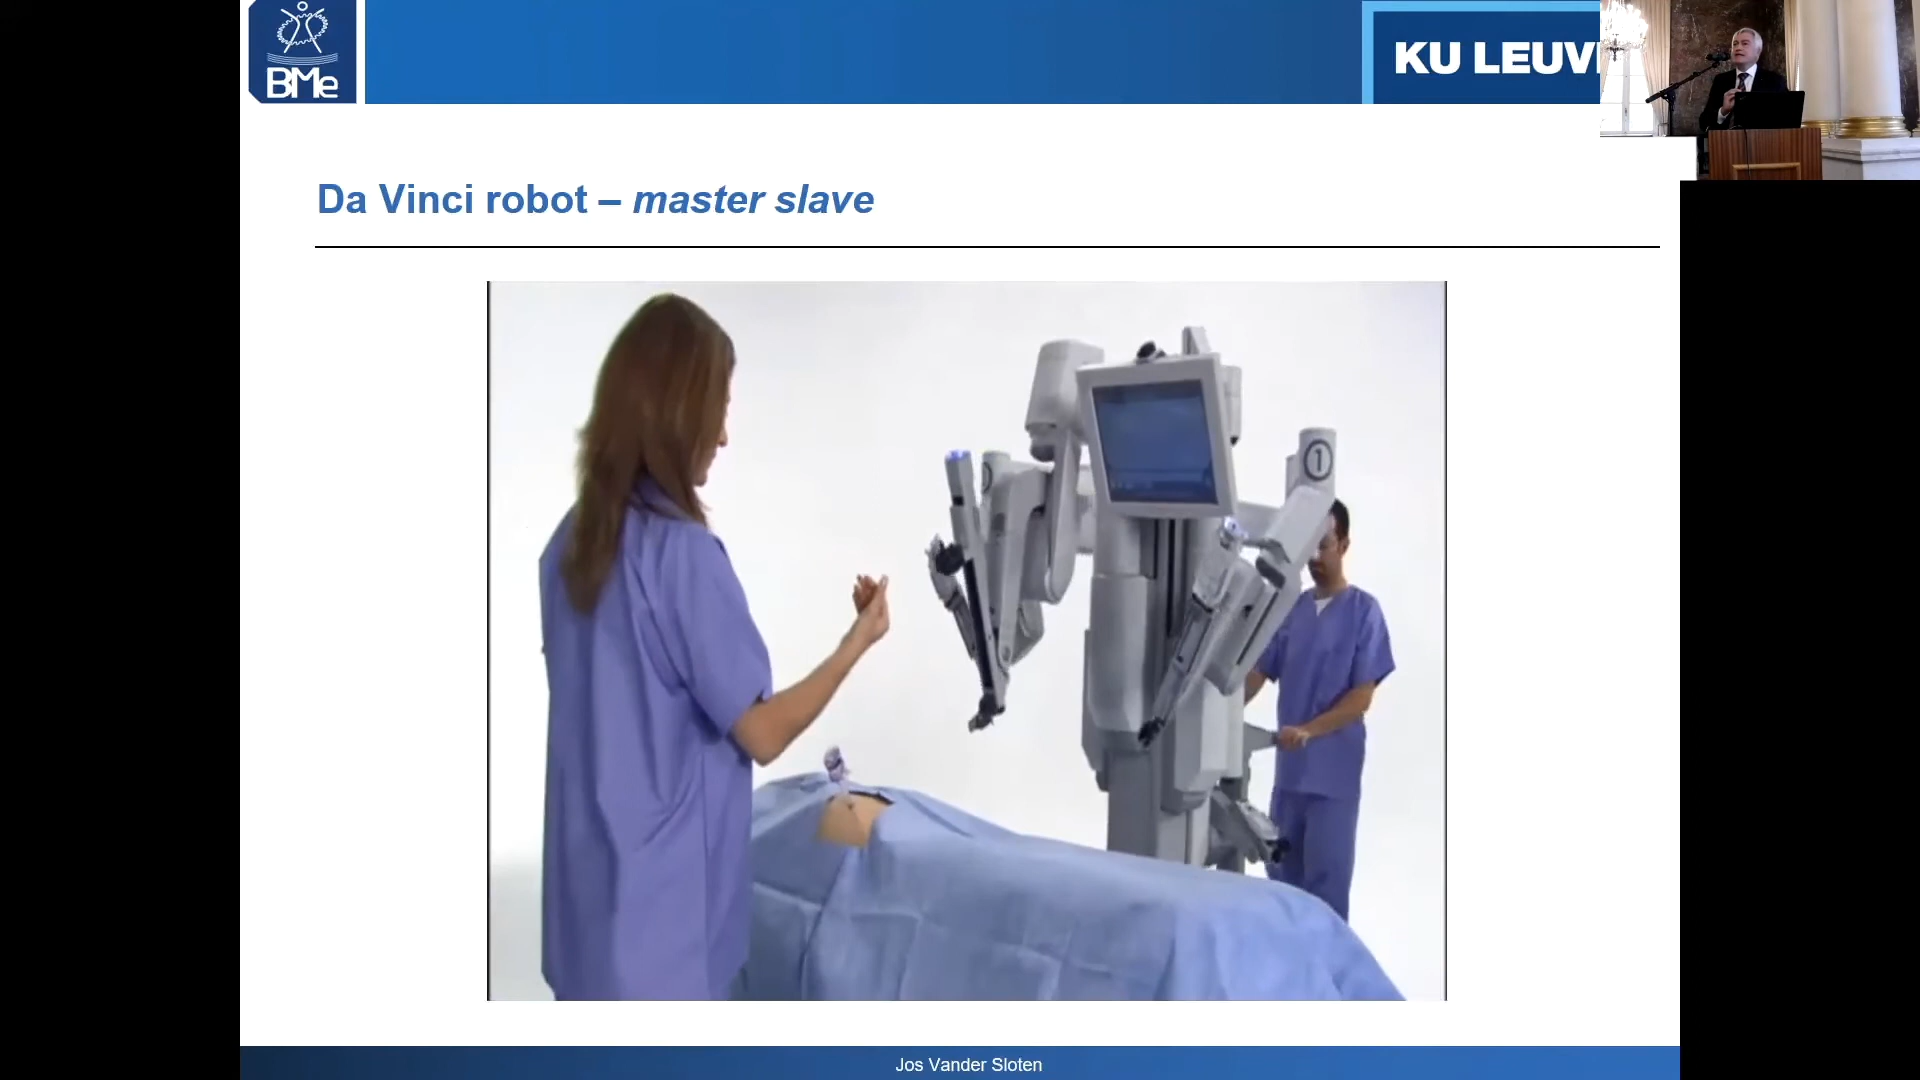 BMe
KU LEUV
Da Vinci robot – master slave
1
Jos Vander Sloten